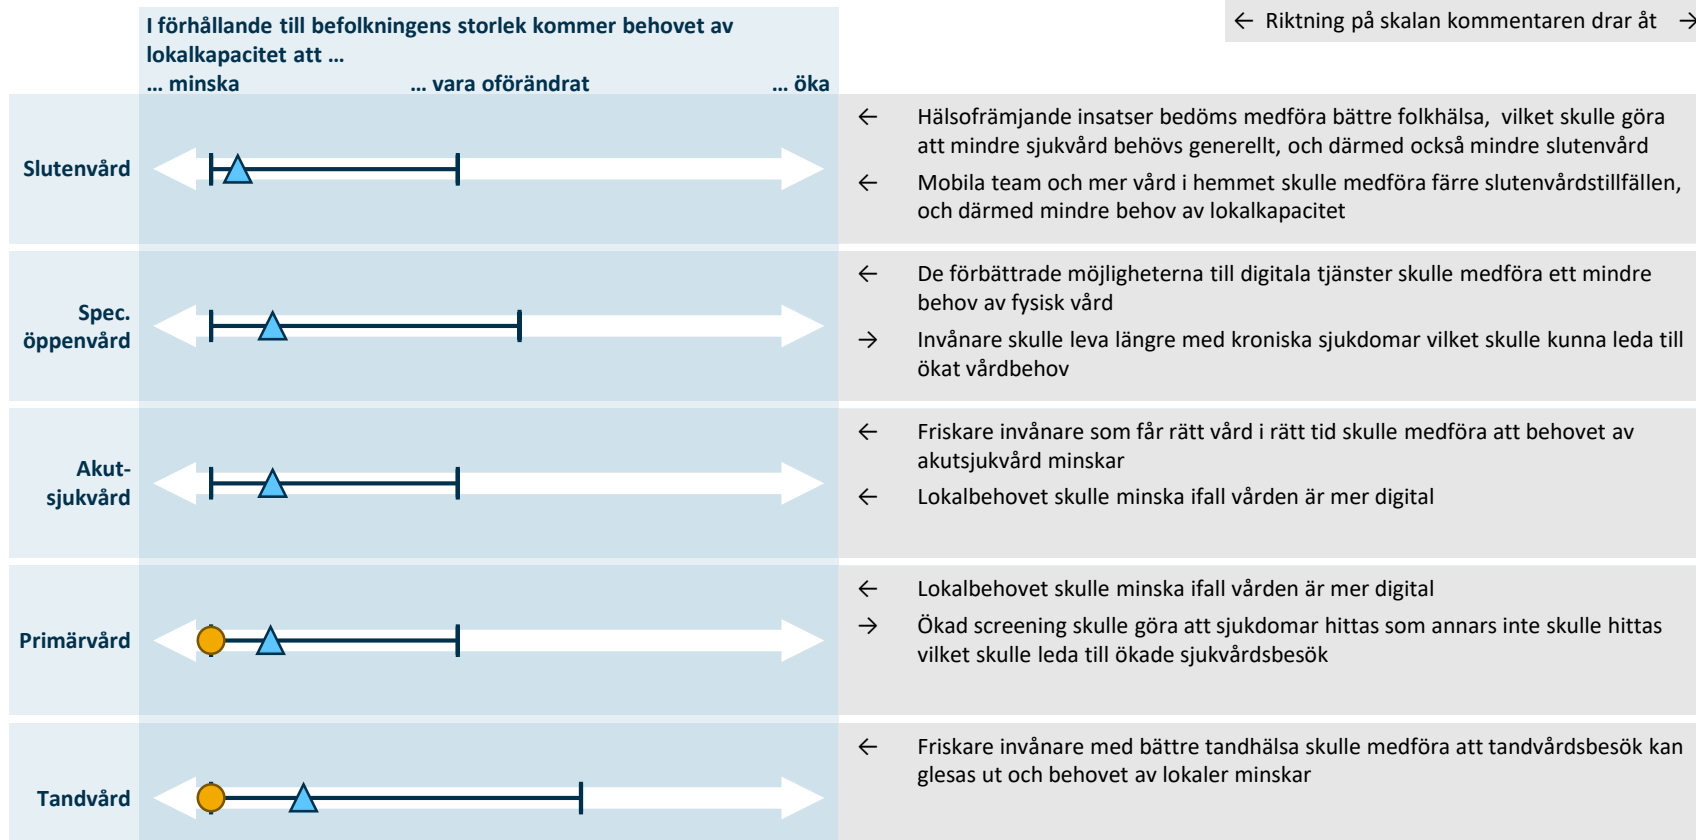 I förhållande till befolkningens storlek kommer behovet av
lokalkapacitet att ...
... minska ... vara oförändrat ... öka
← Riktning på skalan kommentaren drar åt →
Slutenvård
← Hälsofrämjande insatser bedöms medföra bättre folkhälsa, vilket skulle göra
att mindre sjukvård behövs generellt, och därmed också mindre slutenvård
← Mobila team och mer vård i hemmet skulle medföra färre slutenvårdstillfällen,
och därmed mindre behov av lokalkapacitet
Spec.
öppenvård
← De förbättrade möjligheterna till digitala tjänster skulle medföra ett mindre
behov av fysisk vård
→ Invånare skulle leva längre med kroniska sjukdomar vilket skulle kunna leda till
ökat vårdbehov
Akut-
sjukvård
← Friskare invånare som får rätt vård i rätt tid skulle medföra att behovet av
akutsjukvård minskar
← Lokalbehovet skulle minska ifall vården är mer digital
Primärvård
← Lokalbehovet skulle minska ifall vården är mer digital
→ Ökad screening skulle göra att sjukdomar hittas som annars inte skulle hittas
vilket skulle leda till ökade sjukvårdsbesök
Tandvård
← Friskare invånare med bättre tandhälsa skulle medföra att tandvårdsbesök kan
glesas ut och behovet av lokaler minskar